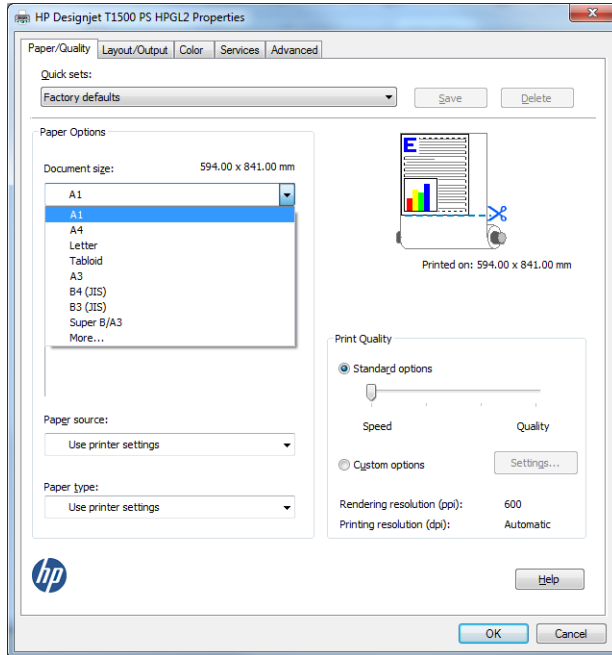 HP Designjet T1500 PS HPGL2 Properties
Paper/Quality Layout/Output Color Services Advanced
Quick sets:
Factory defaults Save Delete
Paper Options
Document size: 594.00 x 841.00 mm
A1
A1
A4
Letter
Tabloid
A3
B4 (JIS)
B3 (JIS)
Super B/A3
More...
Paper source:
Use printer settings
Paper type:
Use printer settings
E
Printed on: 594.00 x 841.00 mm
Print Quality
Standard options
Speed Quality
Custom options Settings...
Rendering resolution (ppi): 600
Printing resolution (dpi): Automatic
hp
Help
OK Cancel